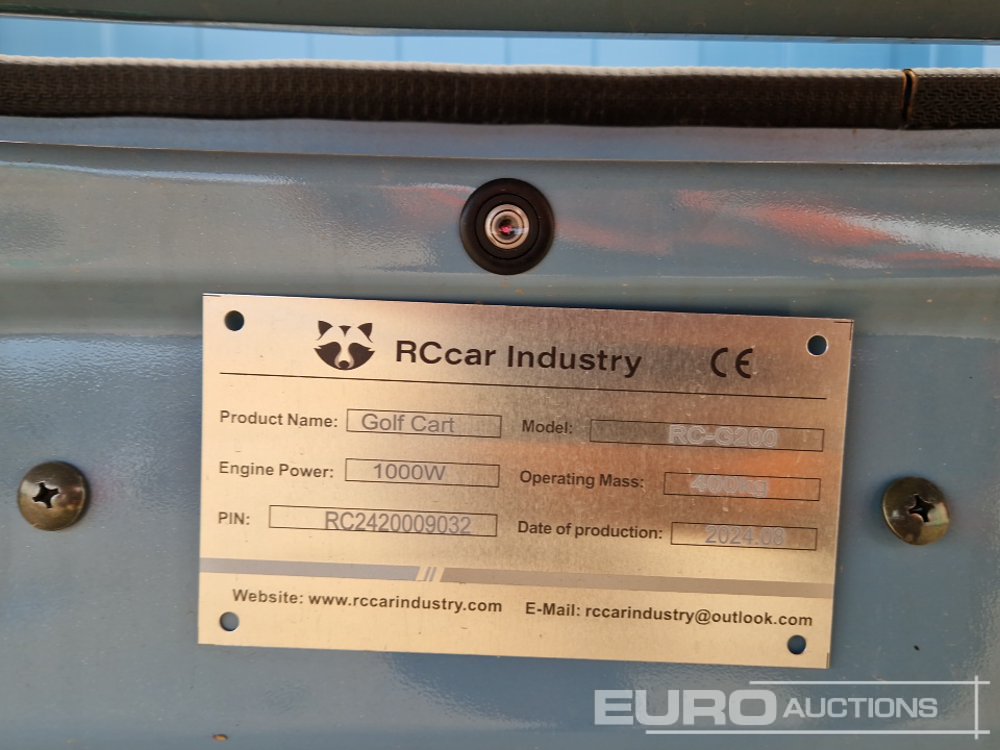 RCcar Industry CE
Product Name: Golf Cart Model: RC-G200
Engine Power: 1000W Operating Mass: 400kg
PIN: RC2420009032 Date of production: 2024.08
Website: www.rccarindustry.com E-Mail: rccarindustry@outlook.com
EURO AUCTIONS